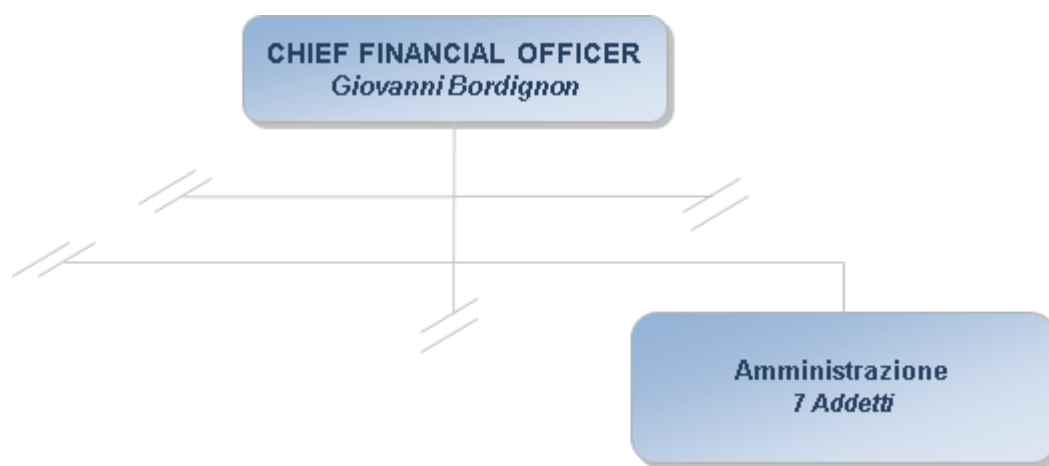 CHIEF FINANCIAL OFFICER
Giovanni Bordignon
Amministrazione
7 Addetti